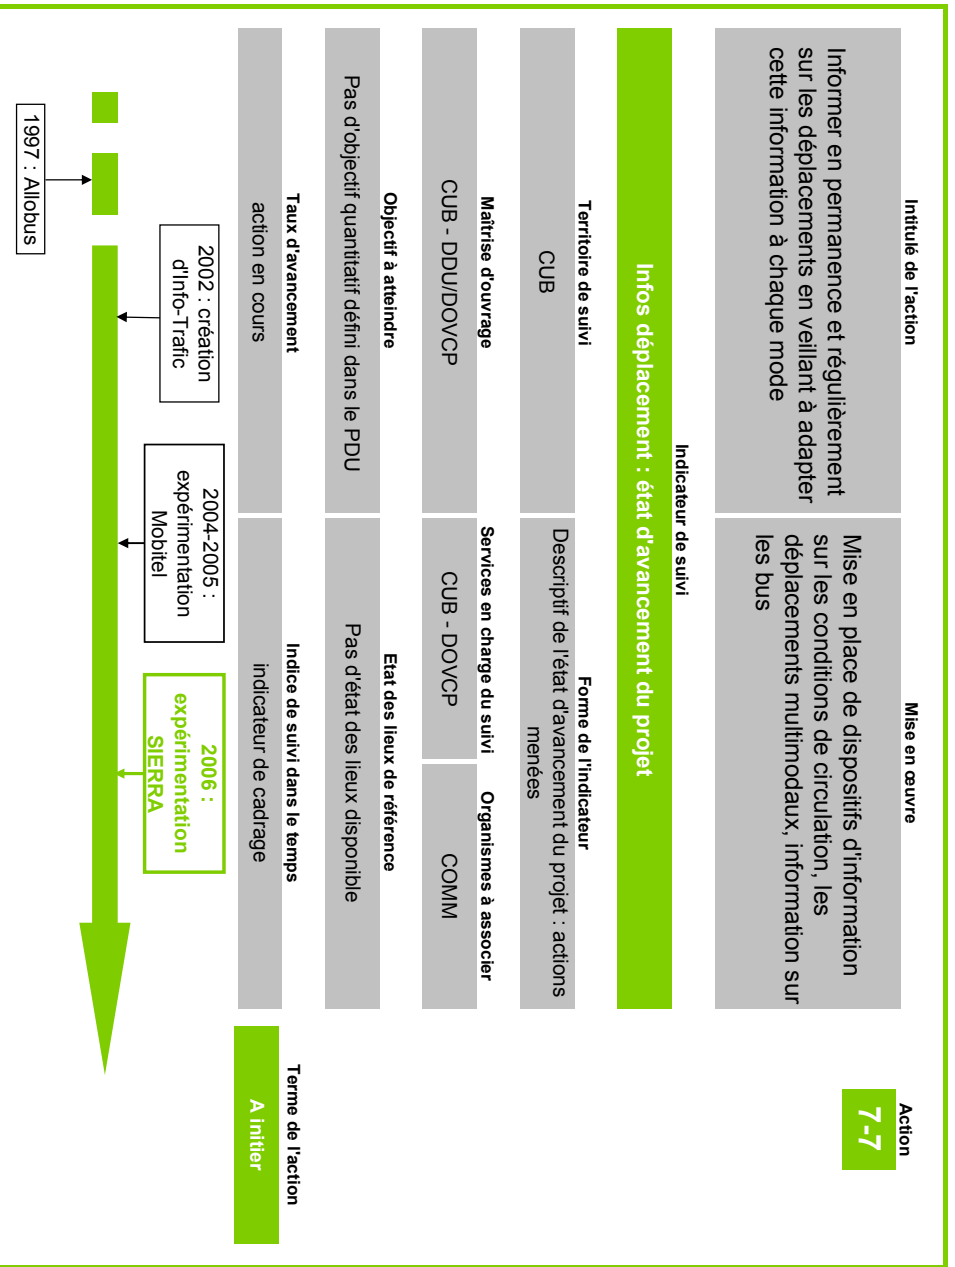 Intitulé de l'action
Mise en œuvre
Action
Informer en permanence et régulièrement
sur les déplacements en veillant à adapter
cette information à chaque mode
Mise en place de dispositifs d'information
sur les conditions de circulation, les
déplacements multimodaux, information sur
les bus
7-7
Indicateur de suivi
Infos déplacement : état d'avancement du projet
Territoire de suivi
Forme de l'indicateur
CUB
Descriptif de l'état d'avancement du projet : actions
menées
Maîtrise d'ouvrage
Services en charge du suivi
Organismes à associer
CUB - DDU/DOVCP
CUB - DOVCP
COMM
Objectif à atteindre
Etat des lieux de référence
Pas d'objectif quantitatif défini dans le PDU
Pas d'état des lieux disponible
Taux d'avancement
Indice de suivi dans le temps
Terme de l'action
action en cours
indicateur de cadrage
A initier
2002 : création
d'Info-Trafic
2004-2005 :
expérimentation
Mobitel
2006 :
expérimentation
SIERRA
1997 : Allobus